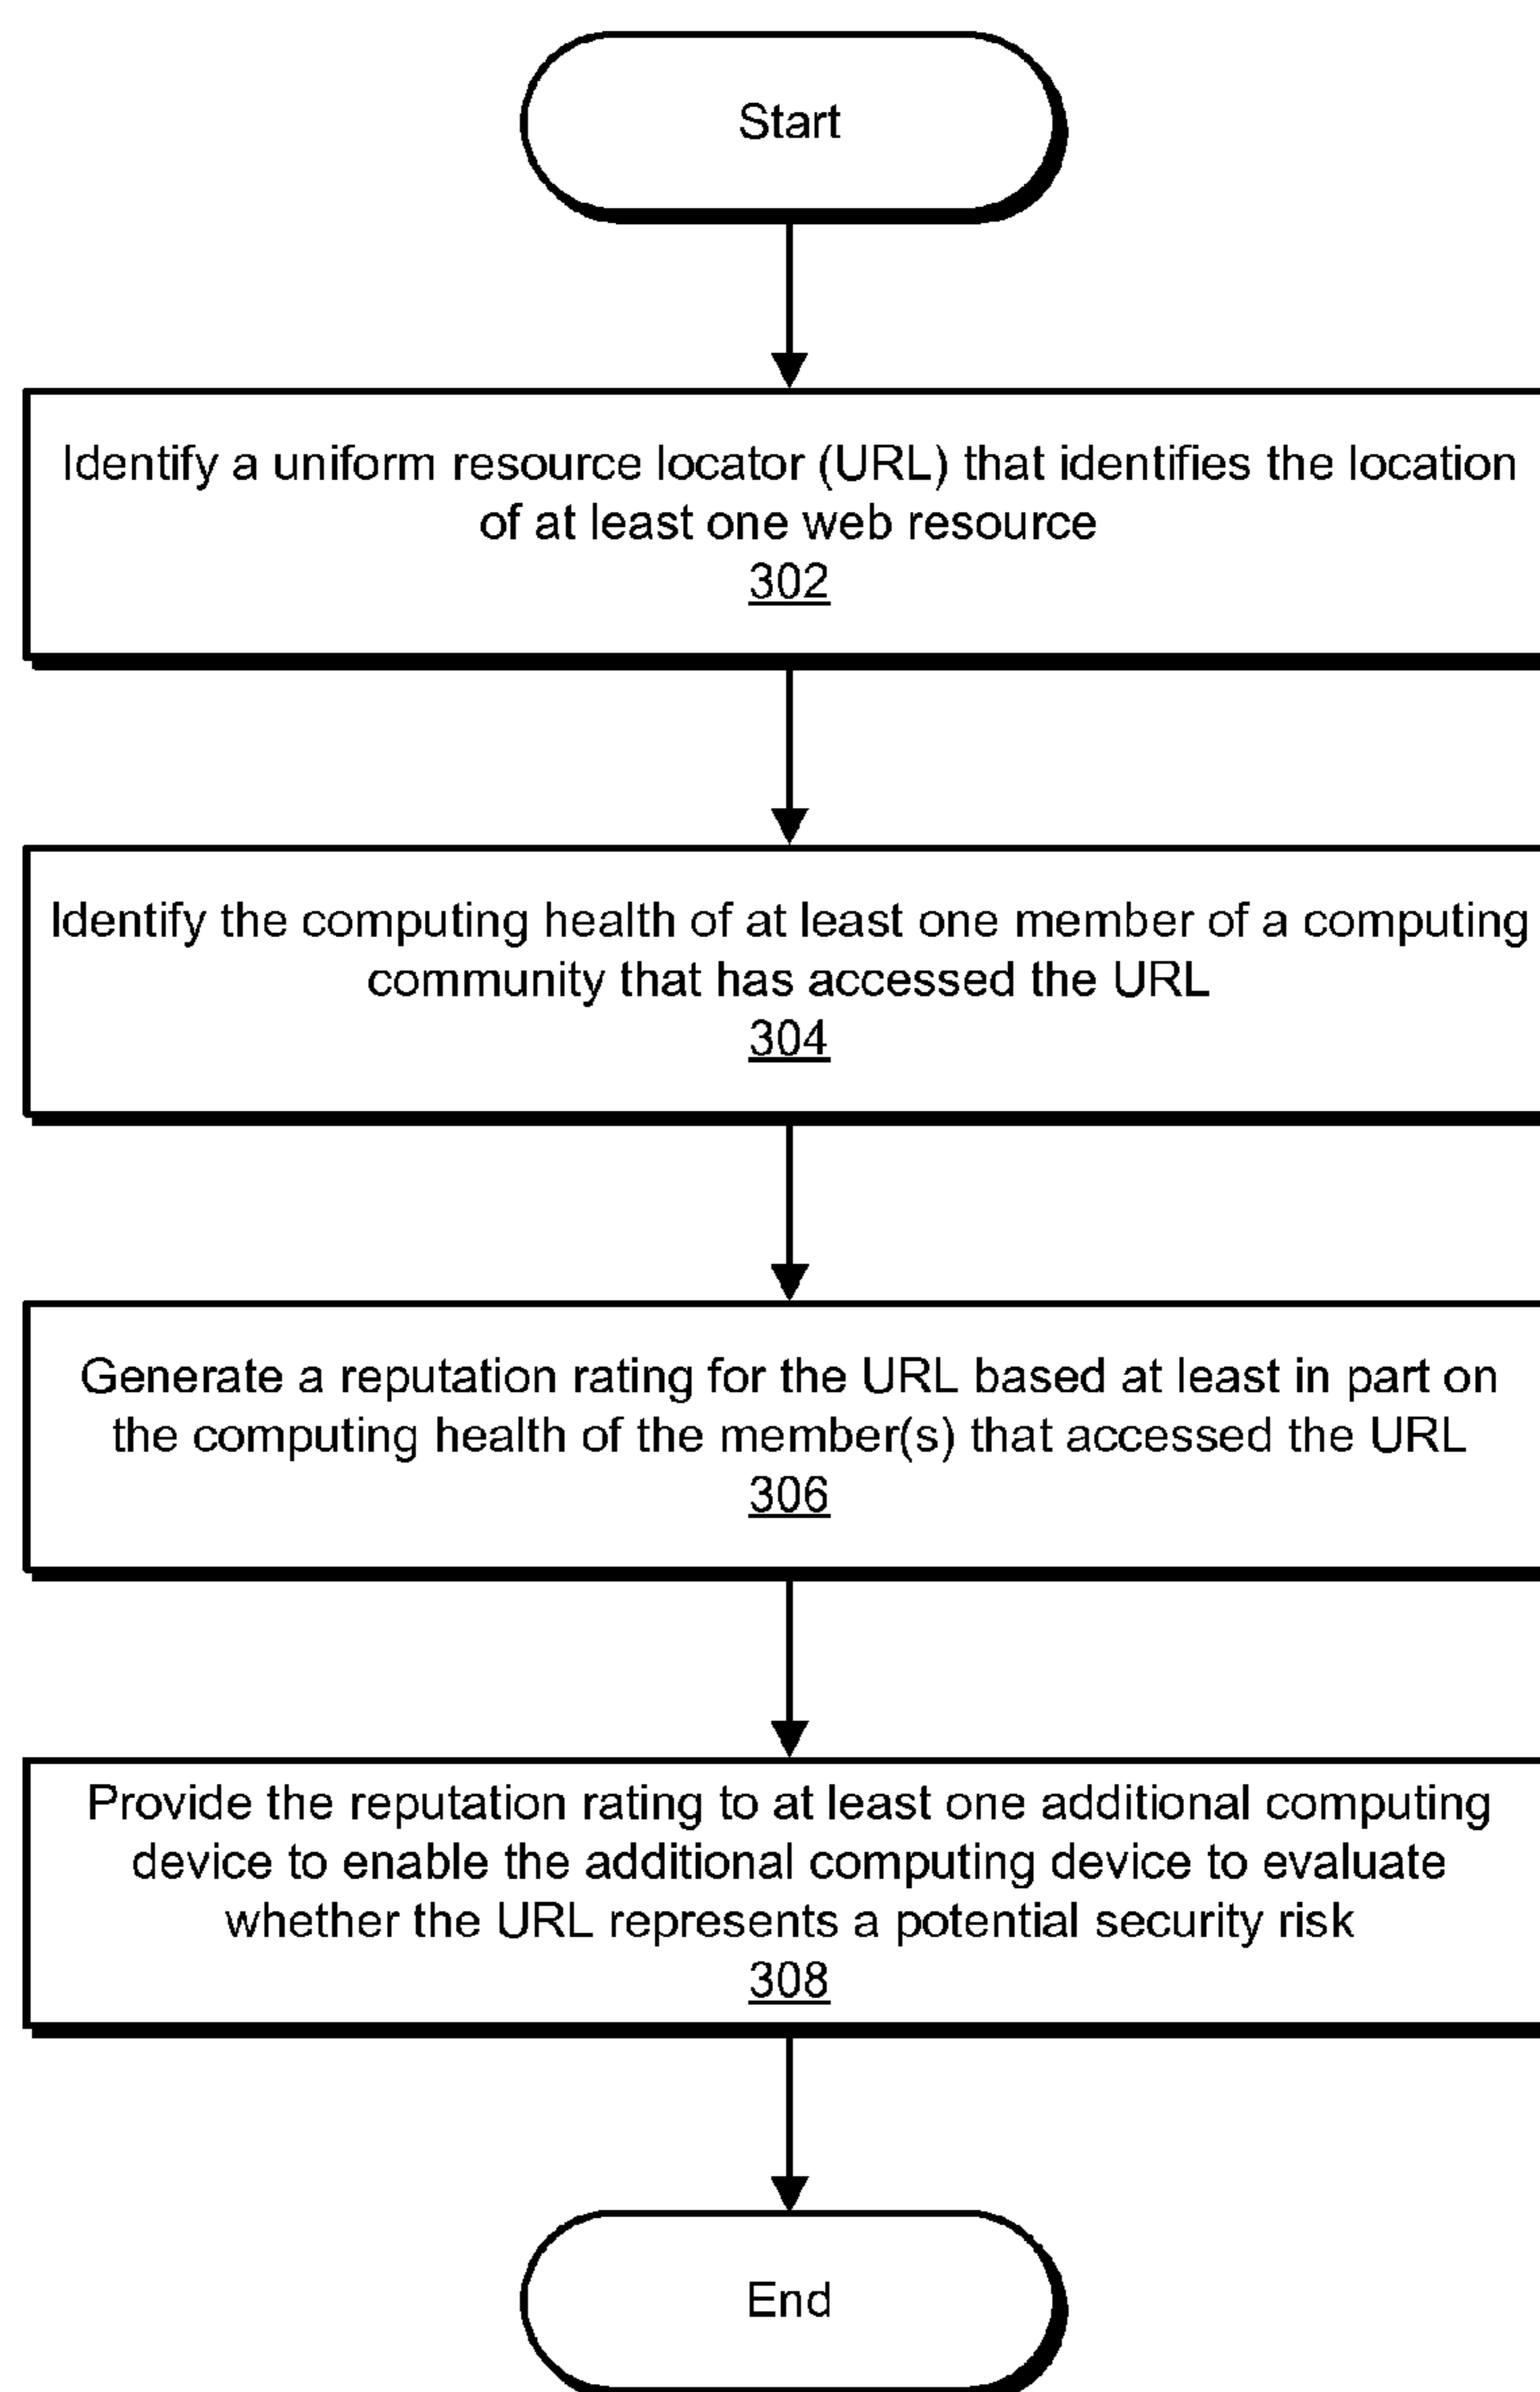 Start
Identify a uniform resource locator (URL) that identifies the location
of at least one web resource
302
Identify the computing health of at least one member of a computing
community that has accessed the URL
304
Generate a reputation rating for the URL based at least in part on
the computing health of the member(s) that accessed the URL
306
Provide the reputation rating to at least one additional computing
device to enable the additional computing device to evaluate
whether the URL represents a potential security risk
308
End